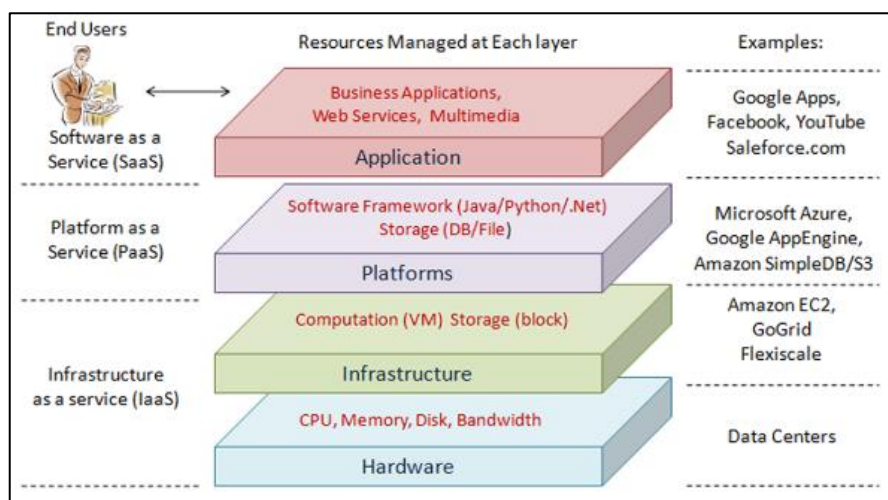 End Users
Resources Managed at Each layer
Examples:
Business Applications,
Web Services, Multimedia
Application
Software as a
Service (SaaS)
Google Apps,
Facebook, YouTube
Saleforce.com
Software Framework (Java/Python/.Net)
Storage (DB/File)
Platforms
Platform as a
Service (PaaS)
Microsoft Azure,
Google AppEngine,
Amazon SimpleDB/S3
Computation (VM) Storage (block)
Infrastructure
Amazon EC2,
GoGrid
Flexiscale
Infrastructure
as a service (IaaS)
CPU, Memory, Disk, Bandwidth
Hardware
Data Centers